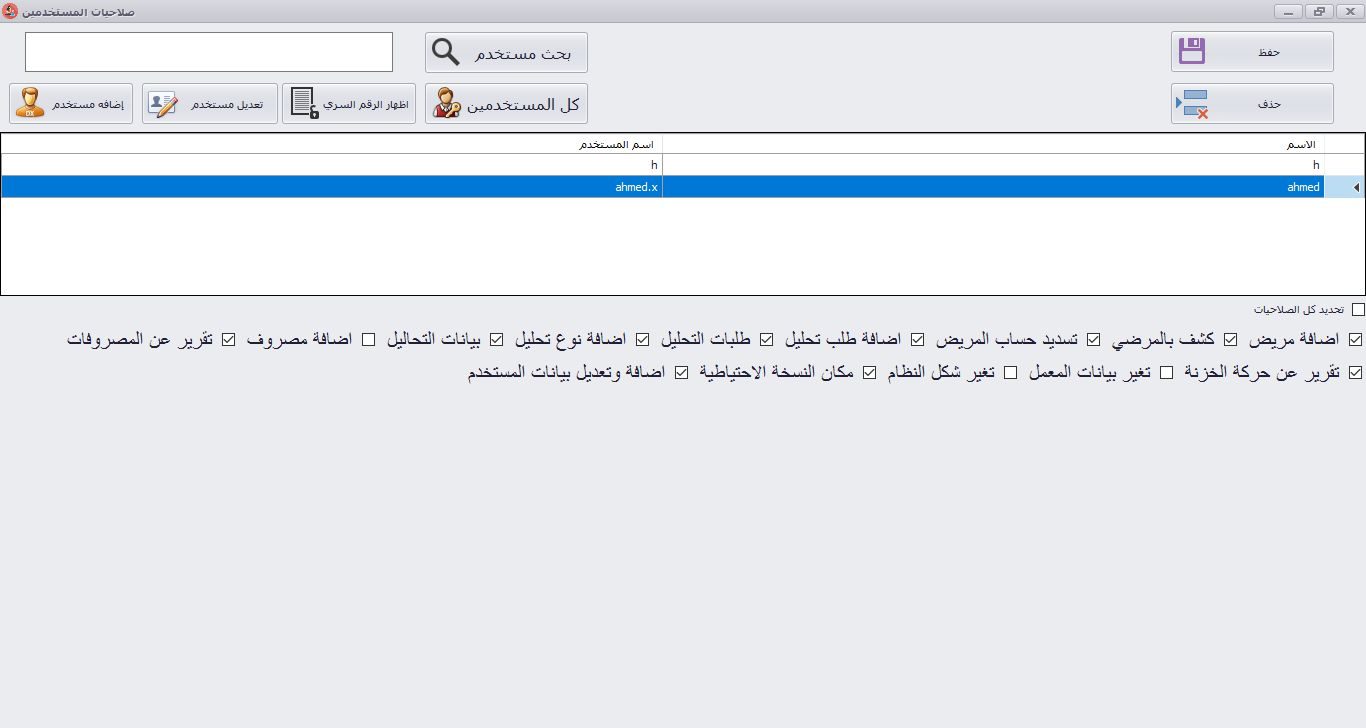 صلاحيات المستخدمين
حفظ
بحث مستخدم
حذف
كل المستخدمين
اظهار الرقم السري
تعديل مستخدم
إضافه مستخدم
الاسم اسم المستخدم
h h
ahmed ahmed.x
تحديد كل الصلاحيات
اضافة مريض كشف بالمرضي تسديد حساب المريض اضافة طلب تحليل طلبات التحليل اضافة نوع تحليل بيانات التحاليل اضافة مصروف تقرير عن المصروفات
تقرير عن حركة الخزنة تغير بيانات المعمل تغير شكل النظام مكان النسخة الاحتياطية اضافة وتعديل بيانات المستخدم